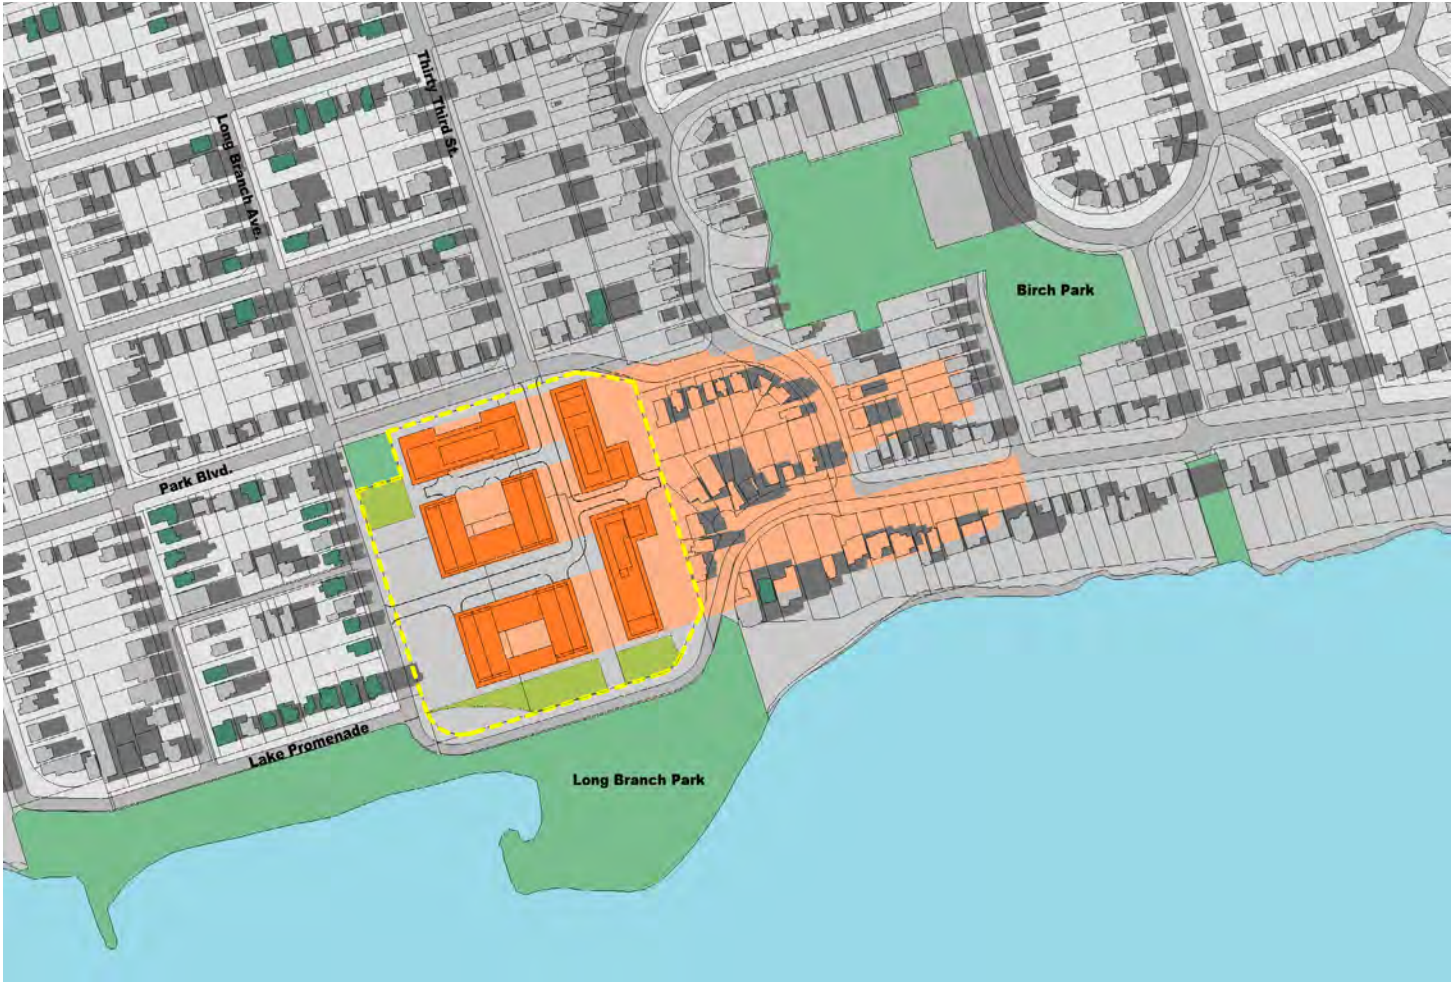 Thirty Third St.
Long Branch Ave.
Birch Park
Park Blvd.
Lake Promenade
Long Branch Park